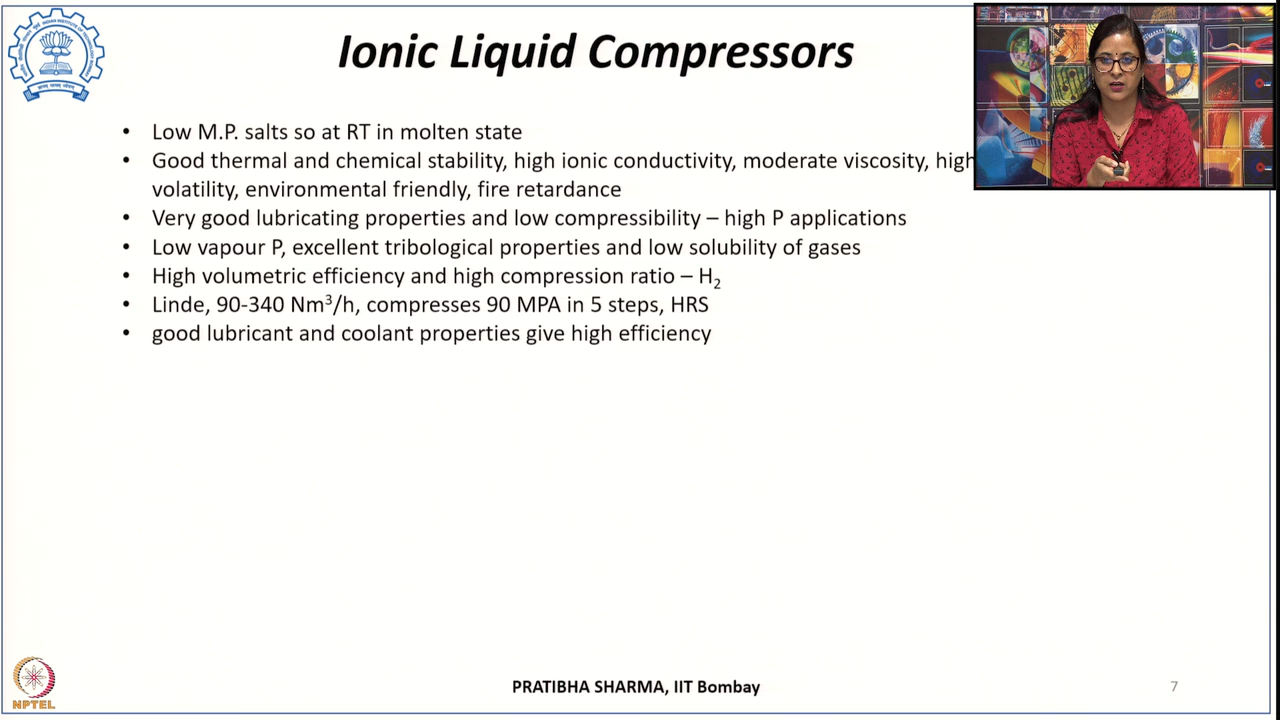 Ionic Liquid Compressors
• Low M.P. salts so at RT in molten state
• Good thermal and chemical stability, high ionic conductivity, moderate viscosity, high
volatility, environmental friendly, fire retardance
• Very good lubricating properties and low compressibility – high P applications
• Low vapour P, excellent tribological properties and low solubility of gases
• High volumetric efficiency and high compression ratio – H₂
• Linde, 90-340 Nm³/h, compresses 90 MPA in 5 steps, HRS
• good lubricant and coolant properties give high efficiency
NPTEL
PRATIBHA SHARMA, IIT Bombay
7